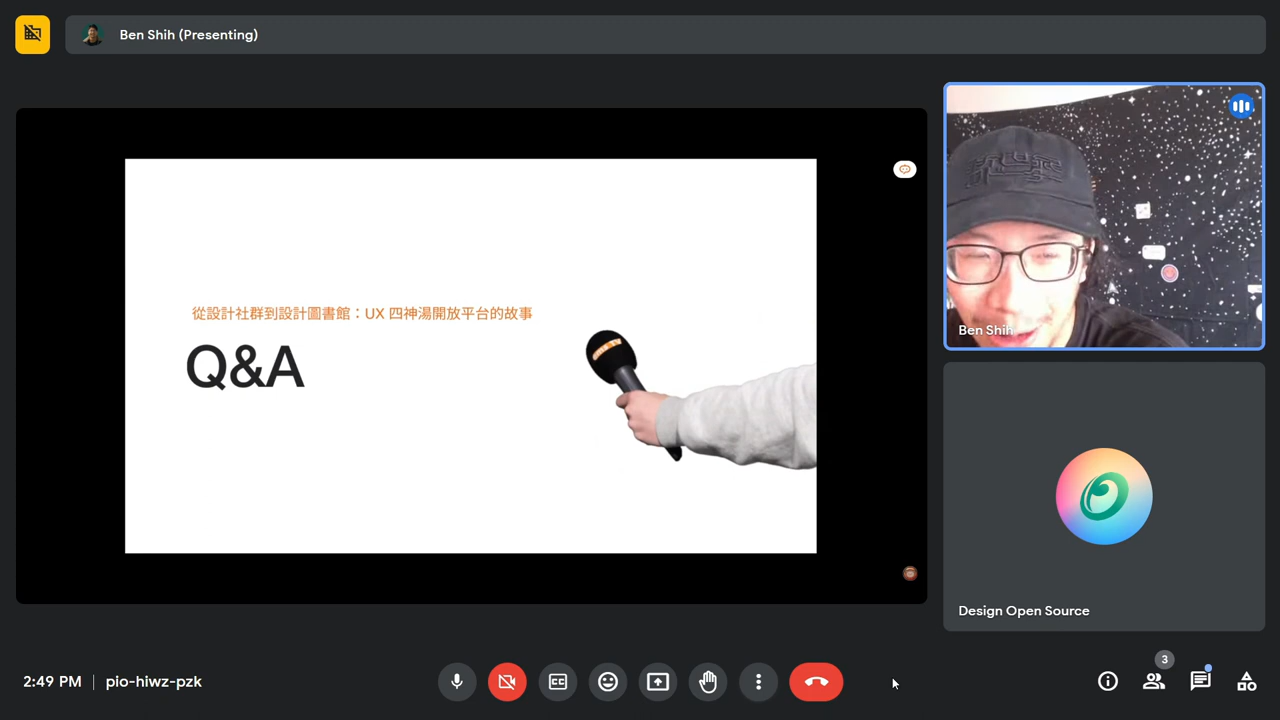 Ben Shih (Presenting)
從設計社群到設計圖書館：UX 四神湯開放平台的故事
Q&A
Ben Shih
Design Open Source
3
2:49 PM | pio-hiwz-pzk